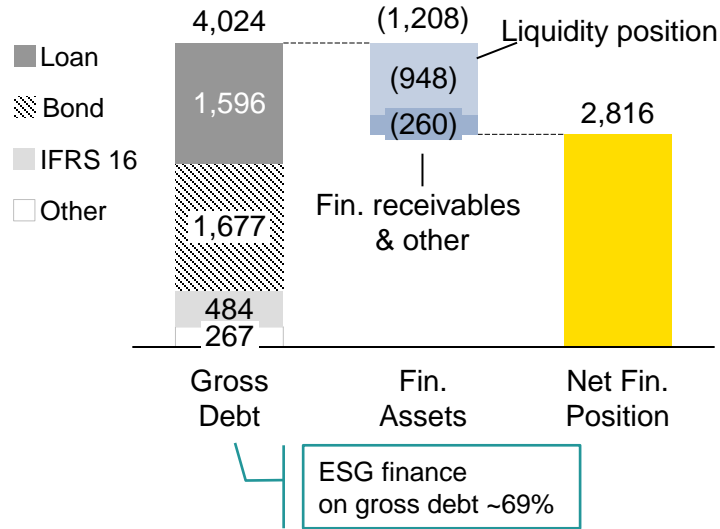 4,024
(1,208)
Liquidity position
Loan
Bond
IFRS 16
Other
1,596
1,677
484
267
(948)
(260)
Fin. receivables
& other
2,816
Gross
Debt
Fin.
Assets
Net Fin.
Position
ESG finance
on gross debt ~69%